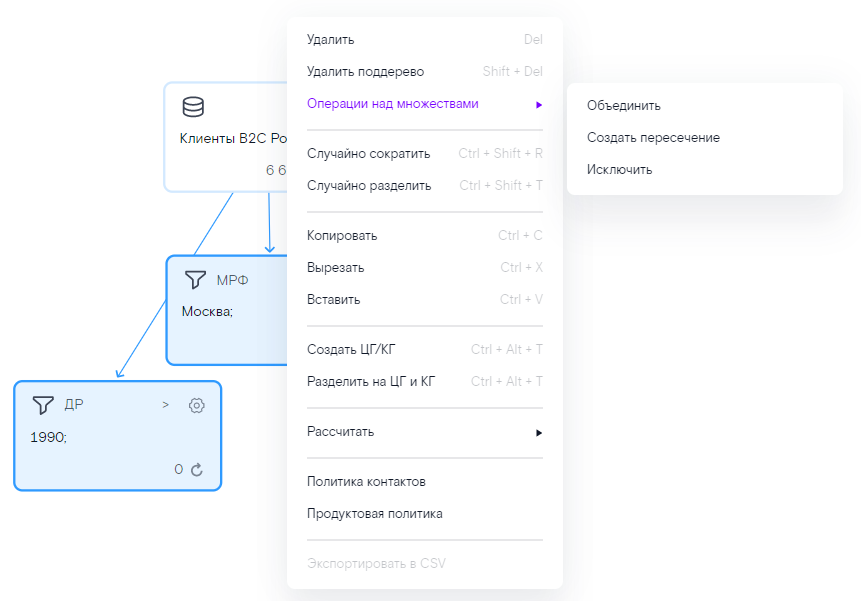 Клиенты B2C Ро
6 6
МРФ
Москва;
ДР >
1990;
0
Удалить Del
Удалить поддерево Shift + Del
Операции над множествами
Случайно сократить Ctrl + Shift + R
Случайно разделить Ctrl + Shift + T
Копировать Ctrl + C
Вырезать Ctrl + X
Вставить Ctrl + V
Создать ЦГ/КГ Ctrl + Alt + T
Разделить на ЦГ и КГ Ctrl + Alt + T
Рассчитать
Политика контактов
Продуктовая политика
Экспортировать в CSV
Объединить
Создать пересечение
Исключить